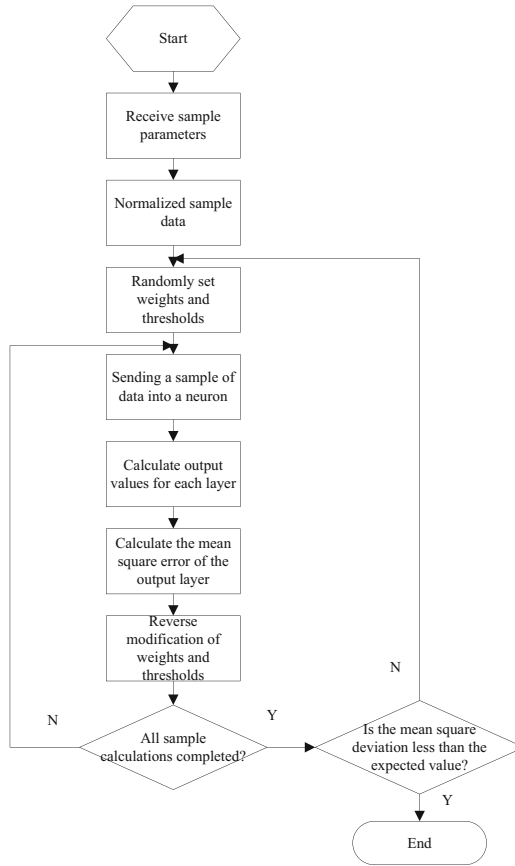 Start
Receive sample
parameters
Normalized sample
data
Randomly set
weights and
thresholds
Sending a sample of
data into a neuron
Calculate output
values for each layer
Calculate the mean
square error of the
output layer
Reverse
modification of
weights and
thresholds
N
All sample
calculations completed?
Y
N
Is the mean square
deviation less than the
expected value?
Y
End